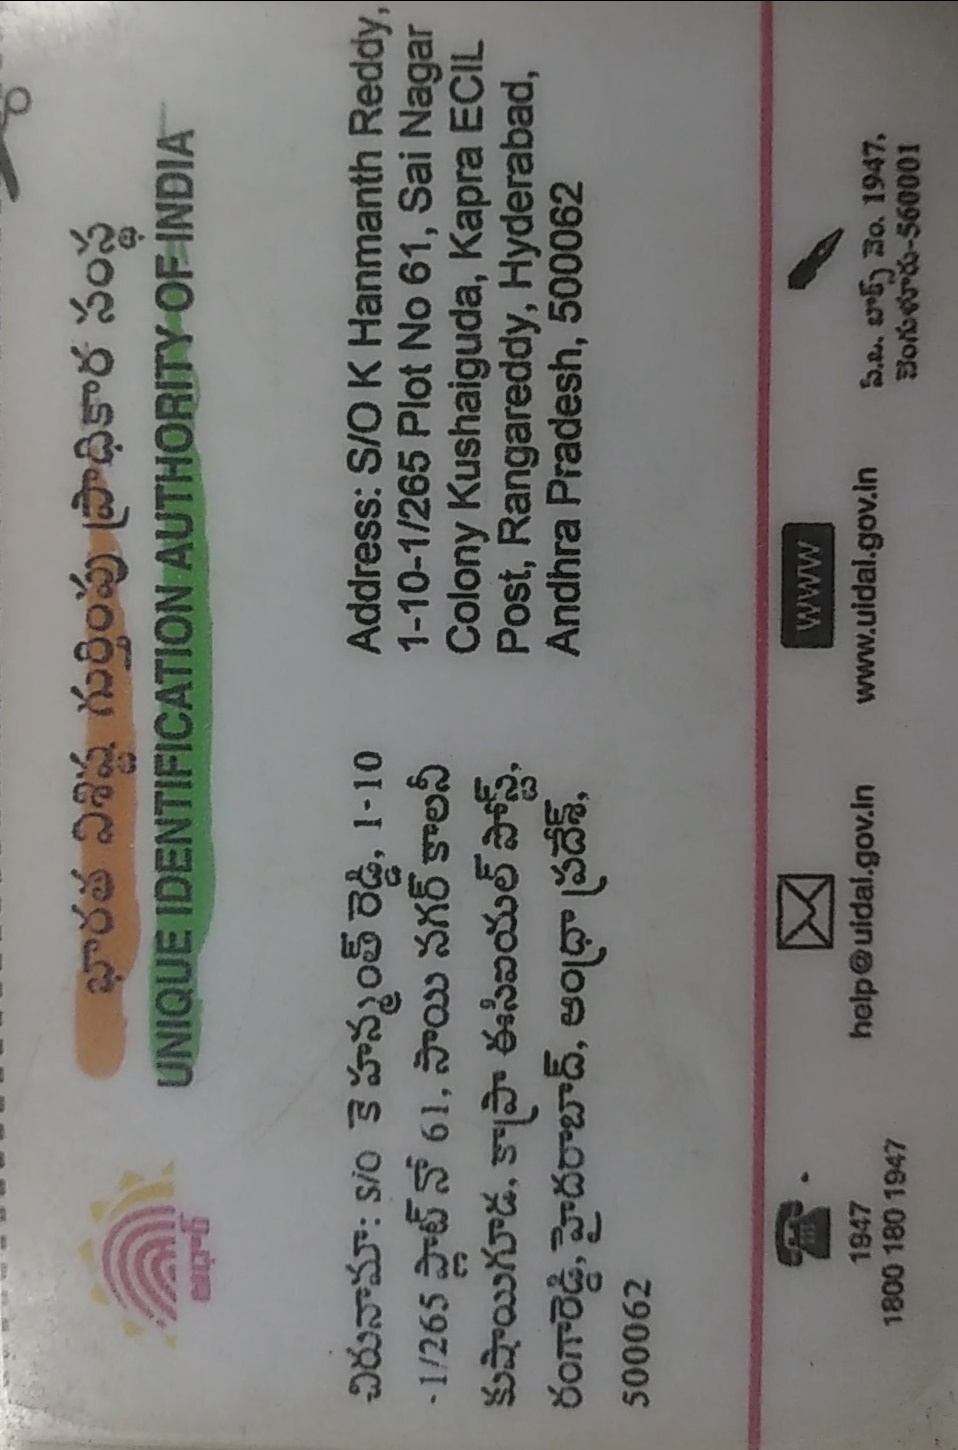 భారత విశిష్ట గుర్తింపు ప్రాధికార సంస్థ
UNIQUE IDENTIFICATION AUTHORITY OF INDIA
ఆధార్
చిరునామా: S/O కె హన్మంత్ రెడ్డి, 1-10
-1/265 ప్లాట్ నో 61, సాయి నగర్ కాలనీ
కుషాయిగూడ, కాప్రా ఈసిఐయల్ పోస్ట్,
రంగారెడ్డి, హైదరాబాద్, ఆంధ్రా ప్రదేశ్,
500062
Address: S/O K Hanmanth Reddy,
1-10-1/265 Plot No 61, Sai Nagar
Colony Kushaiguda, Kapra ECIL
Post, Rangareddy, Hyderabad,
Andhra Pradesh, 500062
1947
1800 180 1947
help@uidai.gov.in
WWW
www.uidai.gov.in
పి.బి. బాక్స్ నెం. 1947,
బెంగుళూరు-560001